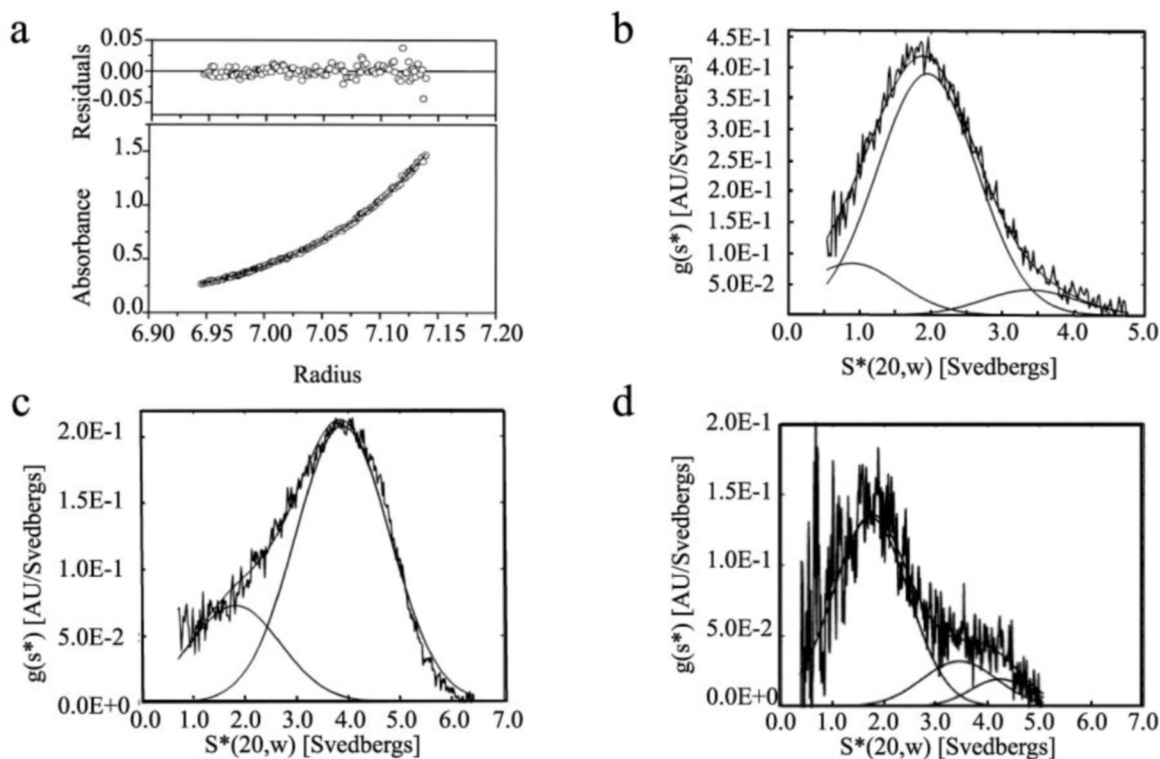 a
Residuals
0.05
0.00
-0.05
Absorbance
1.5
1.0
0.5
0.0
6.90 6.95 7.00 7.05 7.10 7.15 7.20
Radius
b
g(s*) [AU/Svedbergs]
4.5E-1
4.0E-1
3.5E-1
3.0E-1
2.5E-1
2.0E-1
1.5E-1
1.0E-1
5.0E-2
0.0 1.0 2.0 3.0 4.0 5.0
S*(20,w) [Svedbergs]
c
g(s*) [AU/Svedbergs]
2.0E-1
1.5E-1
1.0E-1
5.0E-2
0.0E+0
0.0 1.0 2.0 3.0 4.0 5.0 6.0 7.0
S*(20,w) [Svedbergs]
d
g(s*) [AU/Svedbergs]
2.0E-1
1.5E-1
1.0E-1
5.0E-2
0.0E+0
0.0 1.0 2.0 3.0 4.0 5.0 6.0 7.0
S*(20,w) [Svedbergs]